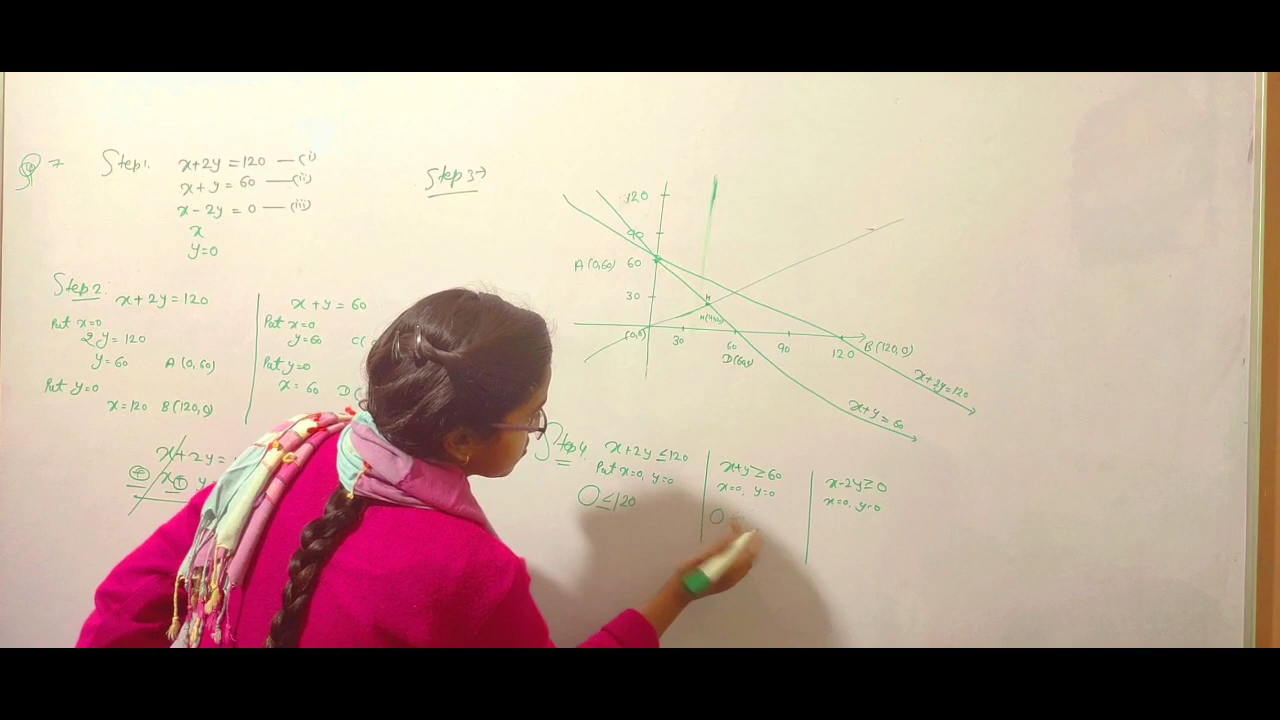 7 Step 1. x+2y=120 —(i)
x+y=60 —(ii)
x-2y=0 —(iii)
x
y=0
Step 2.
x+2y=120
Put x=0
2y=120
y=60 A(0,60)
Put y=0
x=120 B(120,0)
x+y=60
Put x=0
y=60 C(
Put y=0
x=60 D(
x+2y=
Step 3→
120
90
A(0,60) 60
30
(0,0) 30 60 90 120 B(120,0)
x+2y=120
x+y=60
Step 4. x+2y≤120
Put x=0, y=0
0≤120
x+y≥60
x=0, y=0
0
x-2y≥0
x=0, y=0